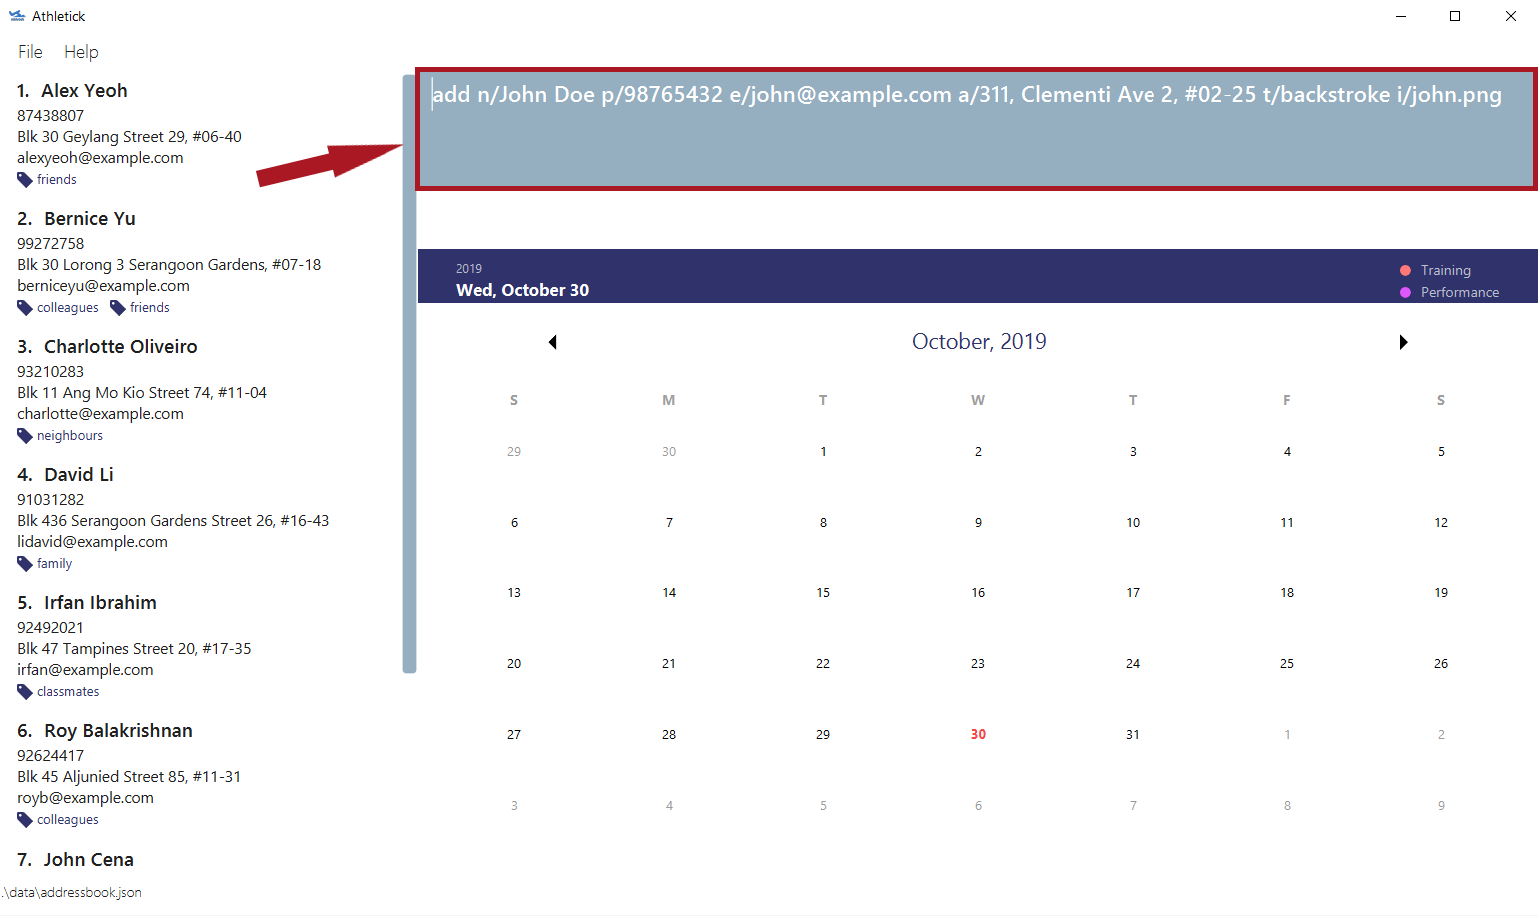 Athletick
File Help
1. Alex Yeoh
87438807
Blk 30 Geylang Street 29, #06-40
alexyeoh@example.com
friends
2. Bernice Yu
99272758
Blk 30 Lorong 3 Serangoon Gardens, #07-18
berniceyu@example.com
colleagues friends
3. Charlotte Oliveiro
93210283
Blk 11 Ang Mo Kio Street 74, #11-04
charlotte@example.com
neighbours
4. David Li
91031282
Blk 436 Serangoon Gardens Street 26, #16-43
lidavid@example.com
family
5. Irfan Ibrahim
92492021
Blk 47 Tampines Street 20, #17-35
irfan@example.com
classmates
6. Roy Balakrishnan
92624417
Blk 45 Aljunied Street 85, #11-31
royb@example.com
colleagues
7. John Cena
.\data\addressbook.json
add n/John Doe p/98765432 e/john@example.com a/311, Clementi Ave 2, #02-25 t/backstroke i/john.png
2019
Wed, October 30
Training
Performance
October, 2019
S M T W T F S
29 30 1 2 3 4 5
6 7 8 9 10 11 12
13 14 15 16 17 18 19
20 21 22 23 24 25 26
27 28 29 30 31 1 2
3 4 5 6 7 8 9